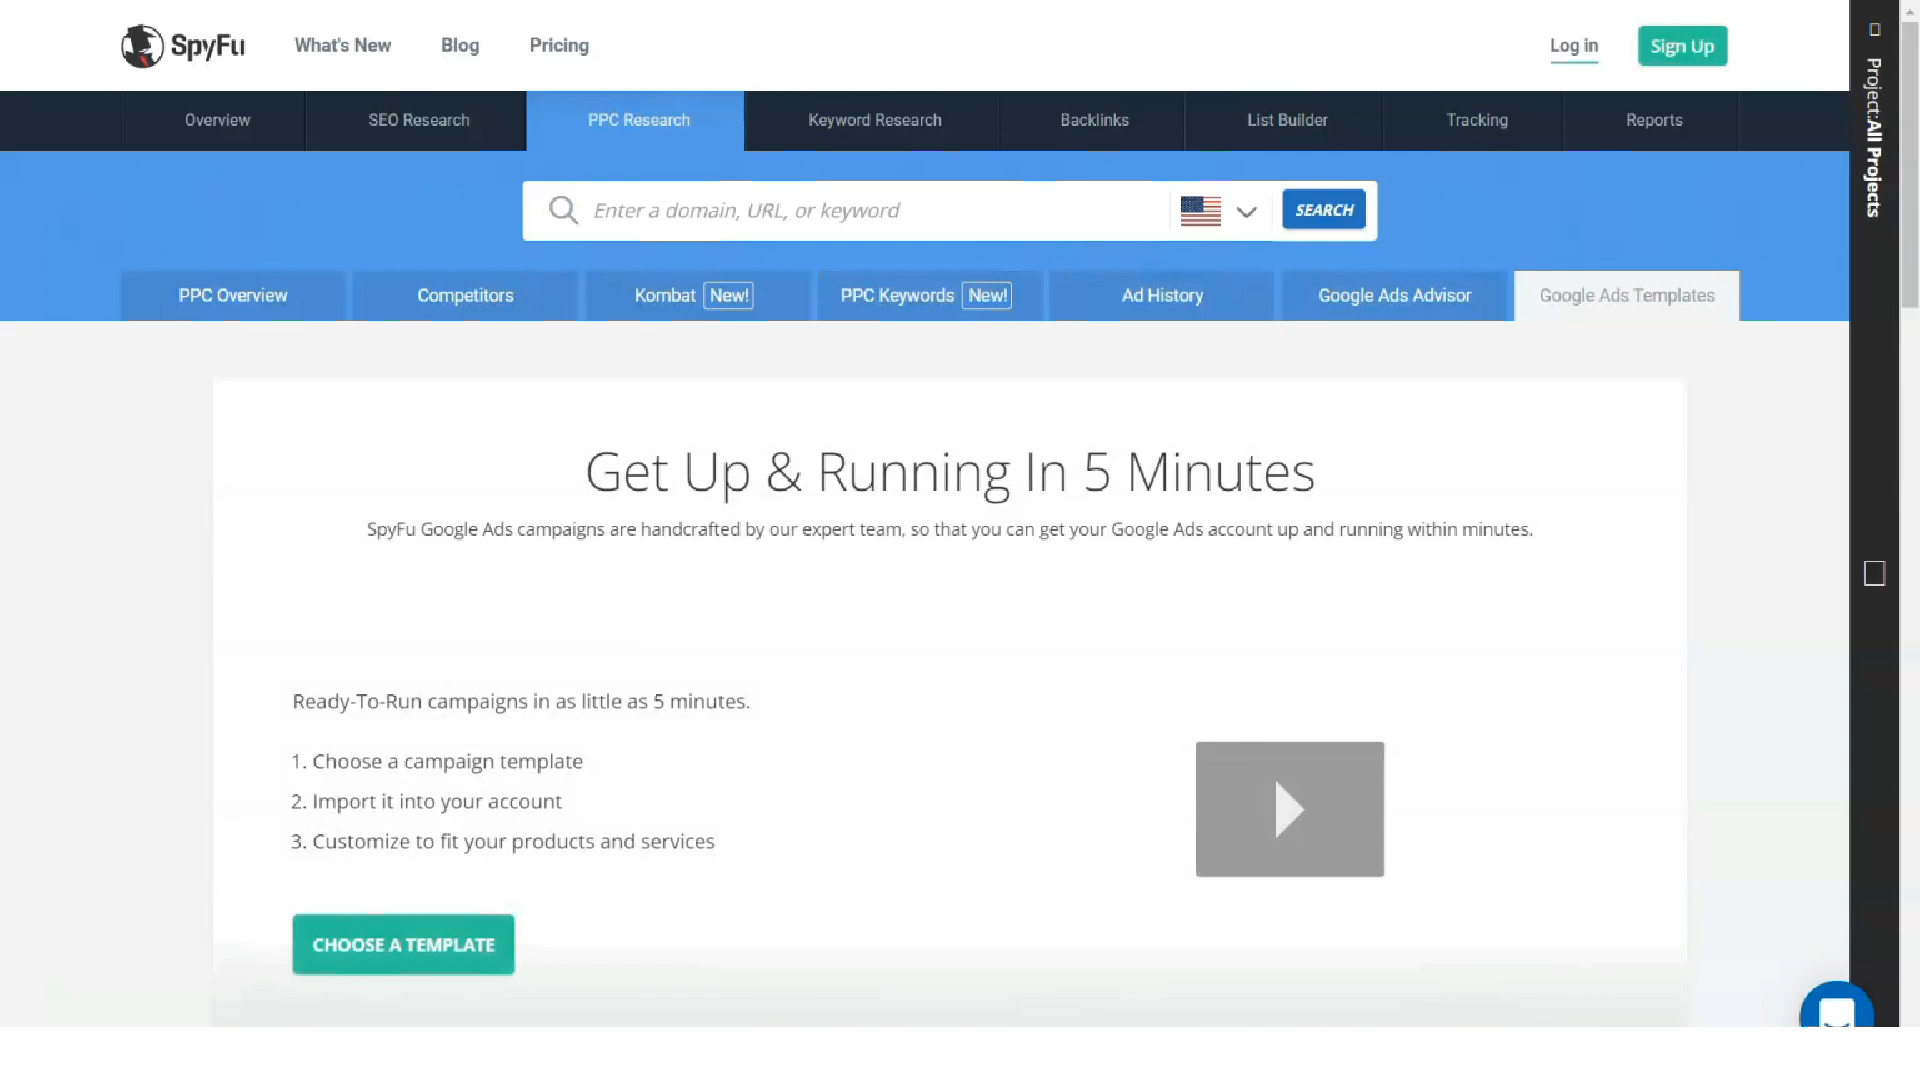 SpyFu
What's New
Blog
Pricing
Log in
Sign Up
Overview
SEO Research
PPC Research
Keyword Research
Backlinks
List Builder
Tracking
Reports
Project:All Projects
Enter a domain, URL, or keyword
SEARCH
PPC Overview
Competitors
Kombat New!
PPC Keywords New!
Ad History
Google Ads Advisor
Google Ads Templates
Get Up & Running In 5 Minutes
SpyFu Google Ads campaigns are handcrafted by our expert team, so that you can get your Google Ads account up and running within minutes.
Ready-To-Run campaigns in as little as 5 minutes.
1. Choose a campaign template
2. Import it into your account
3. Customize to fit your products and services
CHOOSE A TEMPLATE